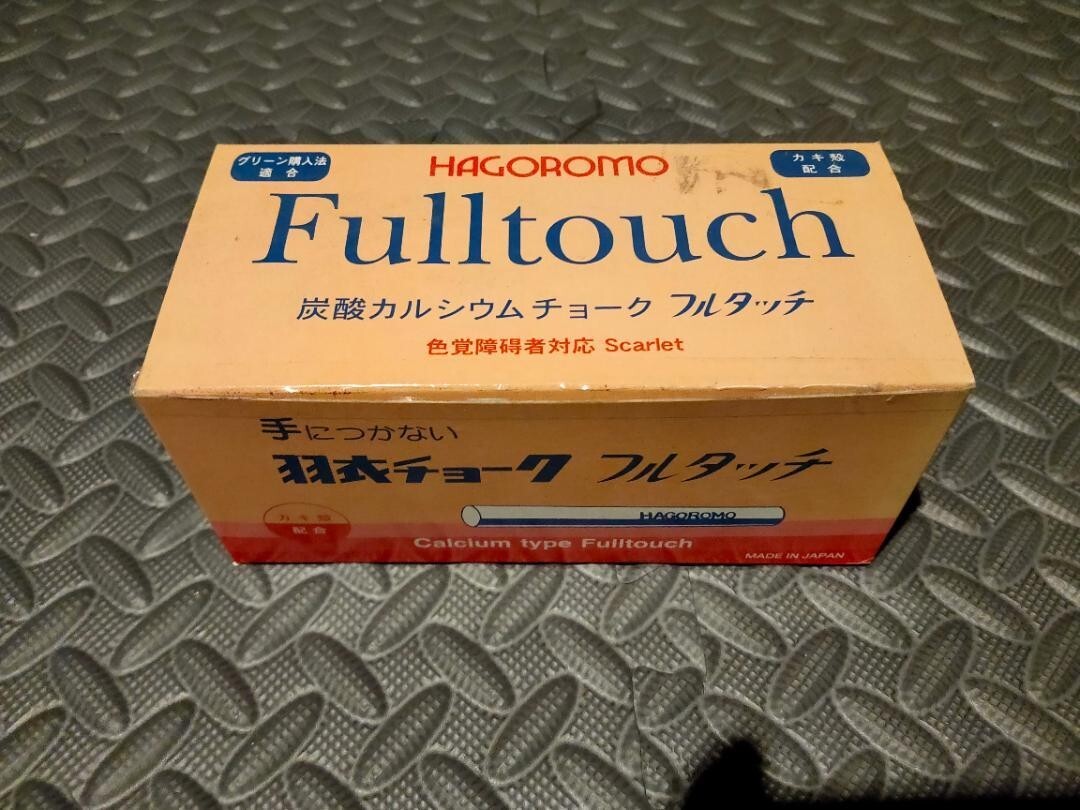 グリーン購入法
適合
HAGOROMO
カキ殻
配合
Fulltouch
炭酸カルシウムチョーク フルタッチ
色覚障碍者対応 Scarlet
手につかない
羽衣チョーク フルタッチ
カキ殻
配合
HAGOROMO
Calcium type Fulltouch
MADE IN JAPAN